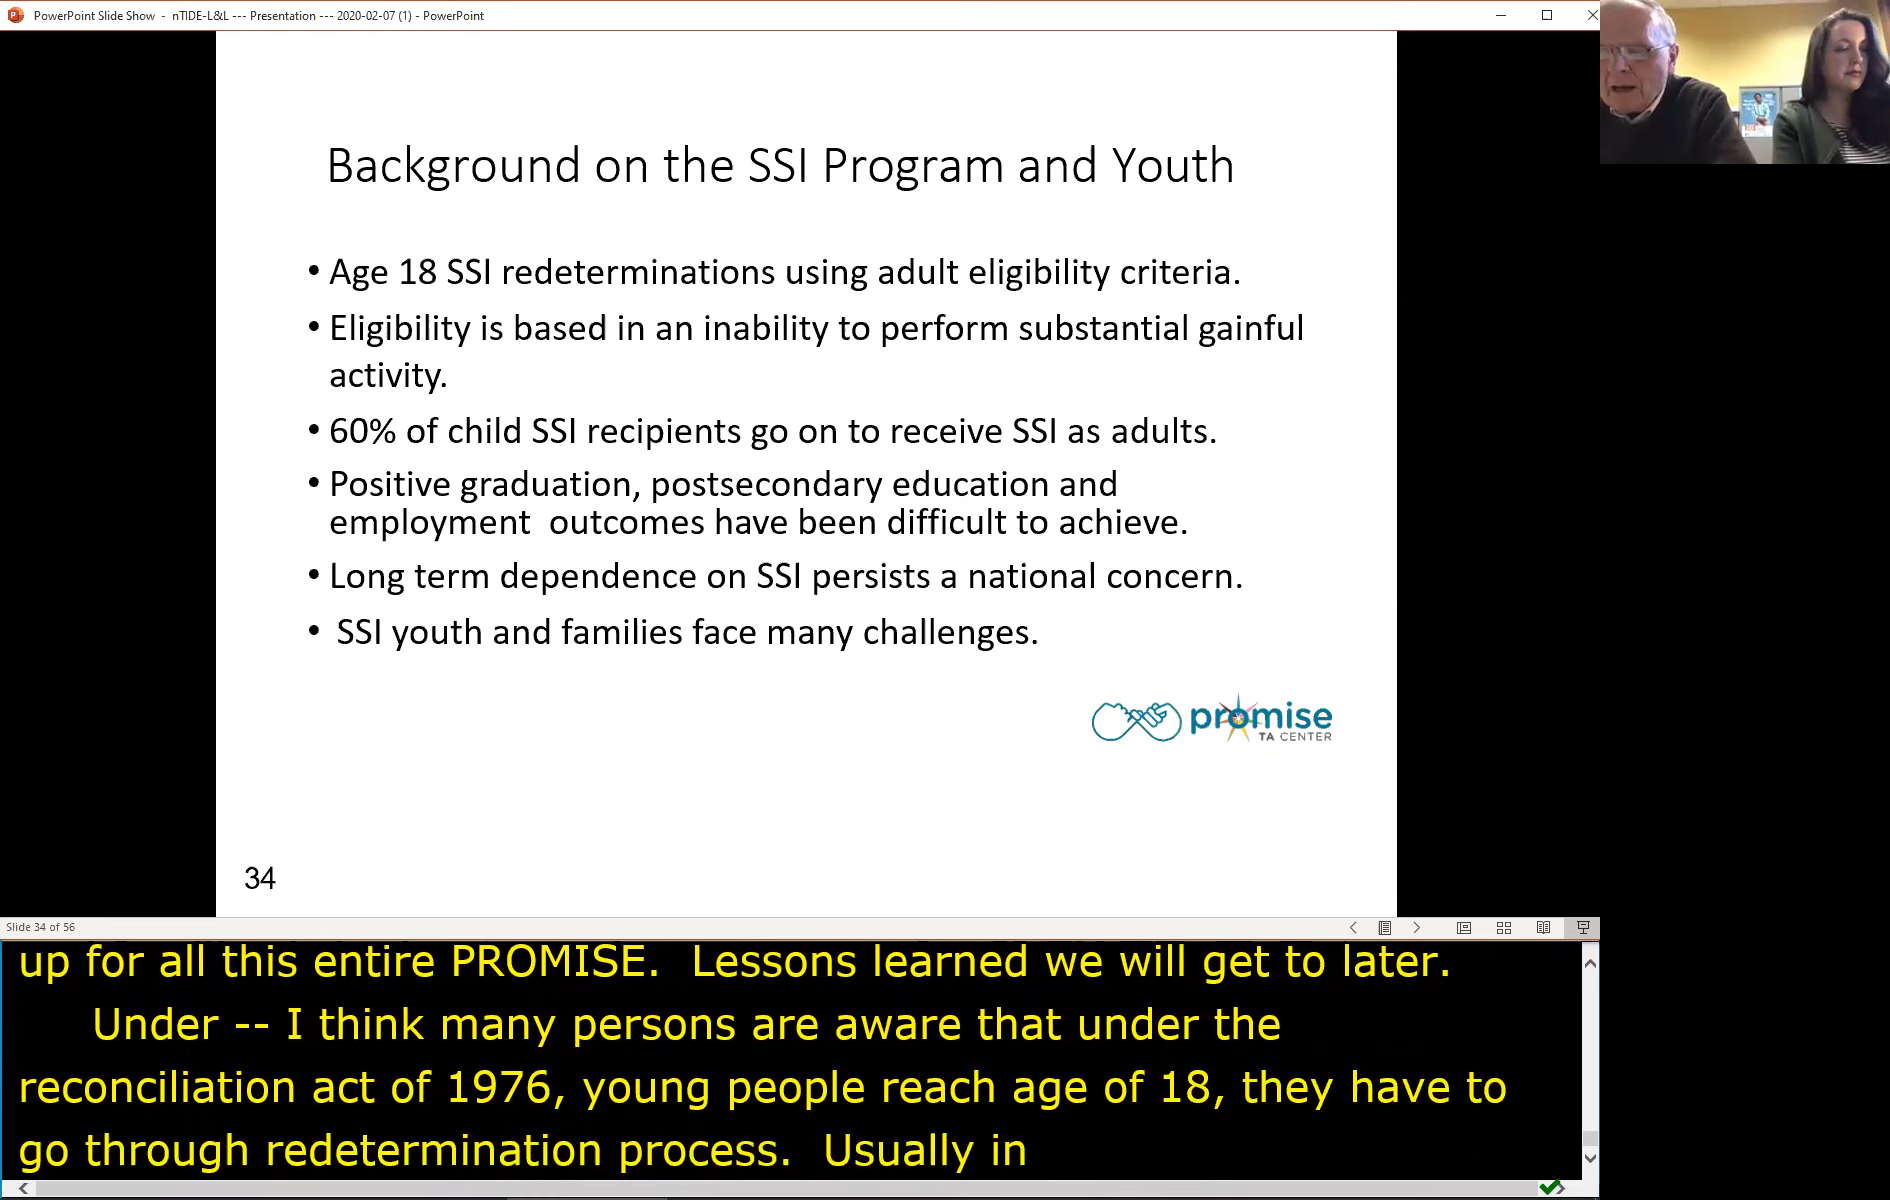 PowerPoint Slide Show - nTIDE-L&L --- Presentation --- 2020-02-07 (1) - PowerPoint
Background on the SSI Program and Youth
• Age 18 SSI redeterminations using adult eligibility criteria.
• Eligibility is based in an inability to perform substantial gainful
activity.
• 60% of child SSI recipients go on to receive SSI as adults.
• Positive graduation, postsecondary education and
employment  outcomes have been difficult to achieve.
• Long term dependence on SSI persists a national concern.
• SSI youth and families face many challenges.
promise
TA CENTER
34
Slide 34 of 56
up for all this entire PROMISE.  Lessons learned we will get to later.
Under -- I think many persons are aware that under the
reconciliation act of 1976, young people reach age of 18, they have to
go through redetermination process.  Usually in